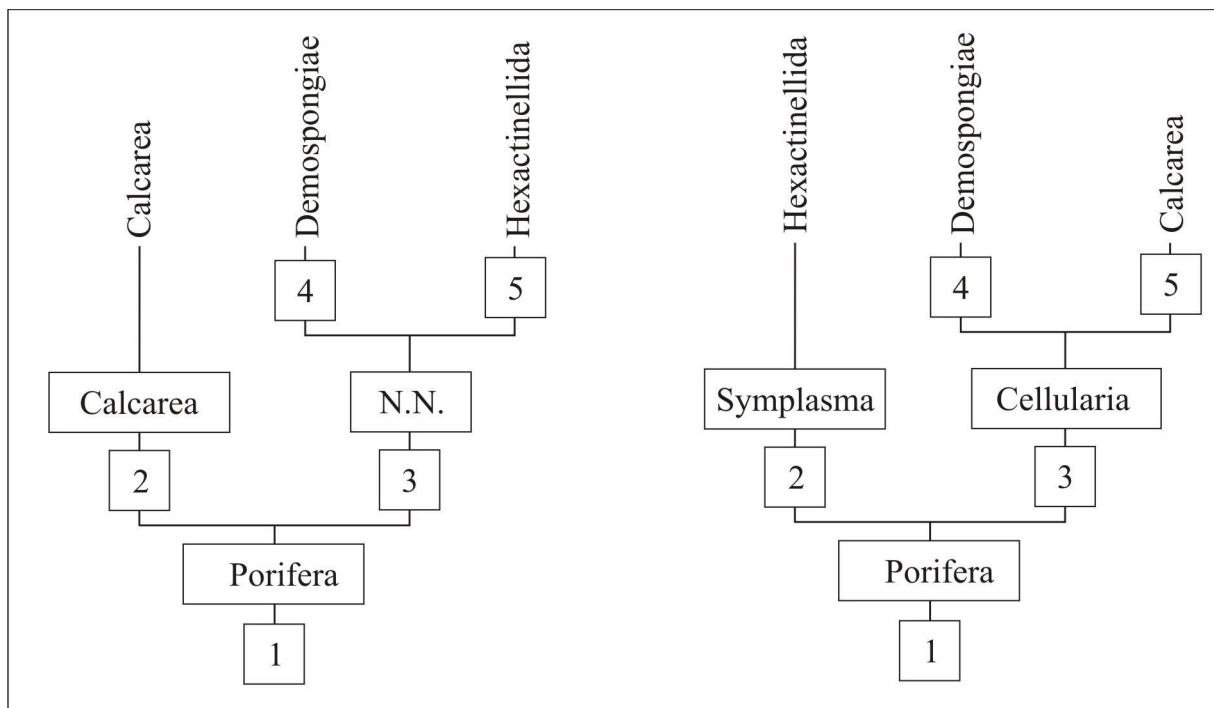 Calcarea
Demospongiae
Hexactinellida
4
5
Calcarea
N.N.
2
3
Porifera
1
Hexactinellida
Demospongiae
Calcarea
4
5
Symplasma
Cellularia
2
3
Porifera
1